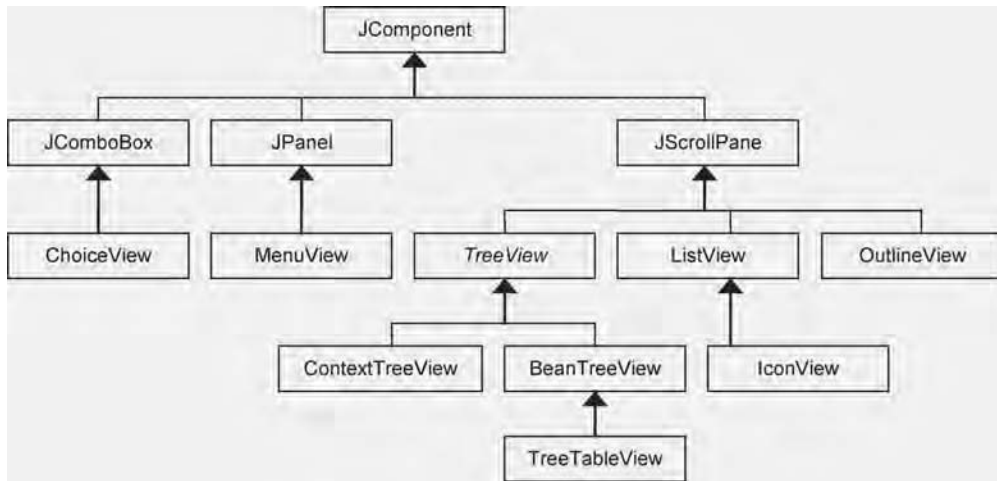 JComponent
JComboBox
JPanel
JScrollPane
ChoiceView
MenuView
TreeView
ListView
OutlineView
ContextTreeView
BeanTreeView
IconView
TreeTableView